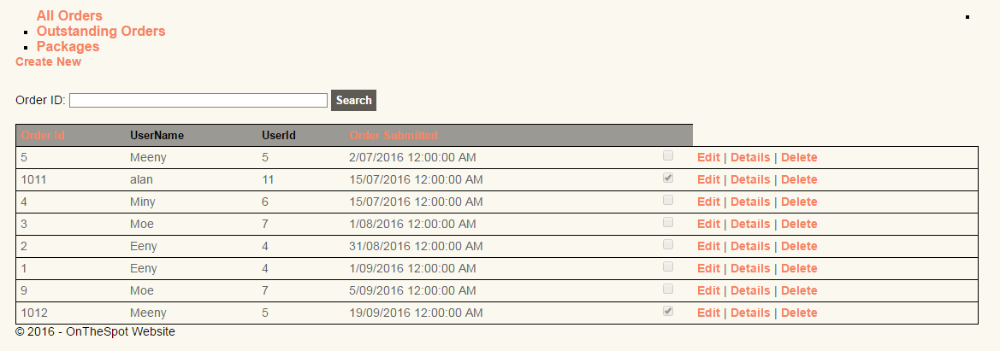 All Orders
Outstanding Orders
Packages
Create New
Order ID: Search
Order Id UserName UserId Order Submitted
5 Meeny 5 2/07/2016 12:00:00 AM Edit | Details | Delete
1011 alan 11 15/07/2016 12:00:00 AM Edit | Details | Delete
4 Miny 6 15/07/2016 12:00:00 AM Edit | Details | Delete
3 Moe 7 1/08/2016 12:00:00 AM Edit | Details | Delete
2 Eeny 4 31/08/2016 12:00:00 AM Edit | Details | Delete
1 Eeny 4 1/09/2016 12:00:00 AM Edit | Details | Delete
9 Moe 7 5/09/2016 12:00:00 AM Edit | Details | Delete
1012 Meeny 5 19/09/2016 12:00:00 AM Edit | Details | Delete
© 2016 - OnTheSpot Website